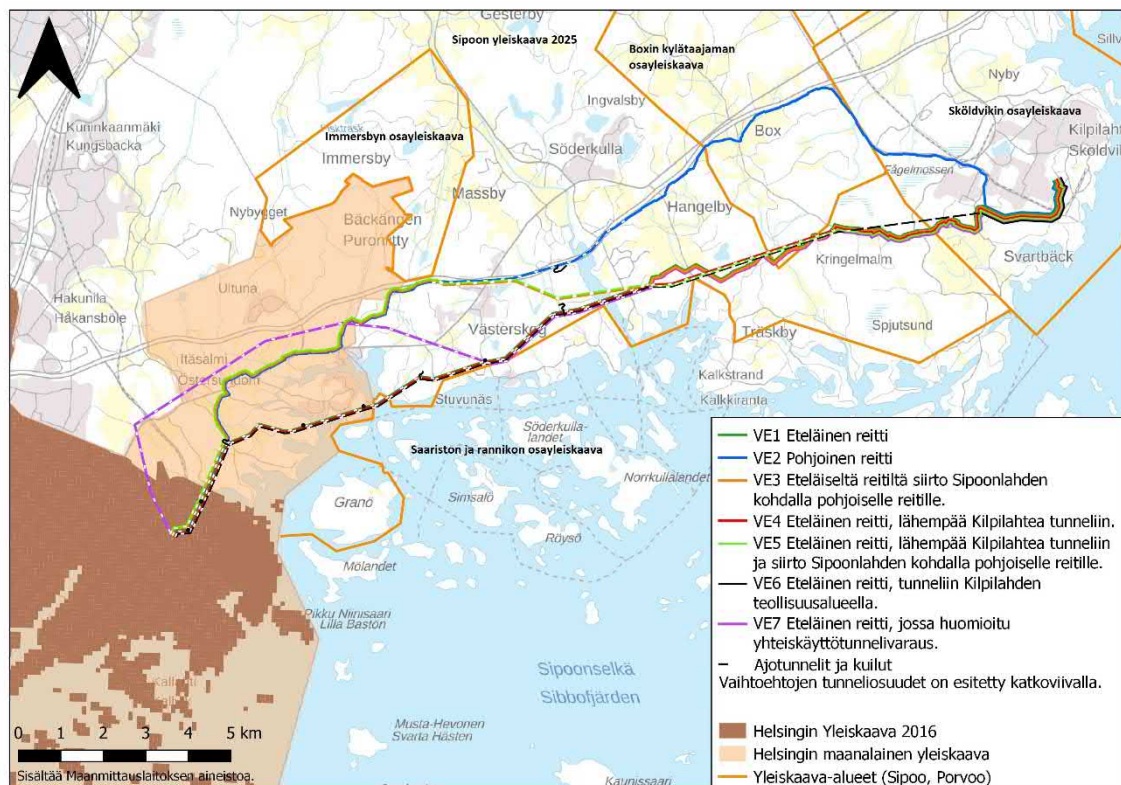 Gesterby
Sipoon yleiskaava 2025
Boxin kylätaajaman
osayleiskaava
Nyby
Ingvalsby
Sköldvikin osayleiskaava
Kuninkaanmäki
Kungsbacka
Immersbyn osayleiskaava
Immersby
Söderkulla
Box
Kilpilaht
Sköldvik
Massby
Fågelmossen
Nybygget
Bäckängen
Puroniitty
Hangelby
Svartbäck
Kringelmalm
Hakunila
Håkansböle
Ultuna
Västerskog
Träskby
Spjutsund
Itäsalmi
Östersundom
Kalkstrand
Kalkkiranta
Stuvunäs
Söderkulla-
landet
Saariston ja rannikon osayleiskaava
Norrkullalandet
Simsalö
Granö
Röysö
Mölandet
Pikku Niinisaari
Lilla Bastön
Sipoonselkä
Sibbofjärden
Musta-Hevonen
Svarta Hästen
Kaunissaari
VE1 Eteläinen reitti
VE2 Pohjoinen reitti
VE3 Eteläiseltä reitiltä siirto Sipoonlahden
kohdalla pohjoiselle reitille.
VE4 Eteläinen reitti, lähempää Kilpilahtea tunneliin.
VE5 Eteläinen reitti, lähempää Kilpilahtea tunneliin
ja siirto Sipoonlahden kohdalla pohjoiselle reitille.
VE6 Eteläinen reitti, tunneliin Kilpilahden
teollisuusalueella.
VE7 Eteläinen reitti, jossa huomioitu
yhteiskäyttötunnelivaraus.
Ajotunnelit ja kuilut
Vaihtoehtojen tunneliosuudet on esitetty katkoviivalla.
Helsingin Yleiskaava 2016
Helsingin maanalainen yleiskaava
Yleiskaava-alueet (Sipoo, Porvoo)
0 1 2 3 4 5 km
Sisältää Maanmittauslaitoksen aineistoa.